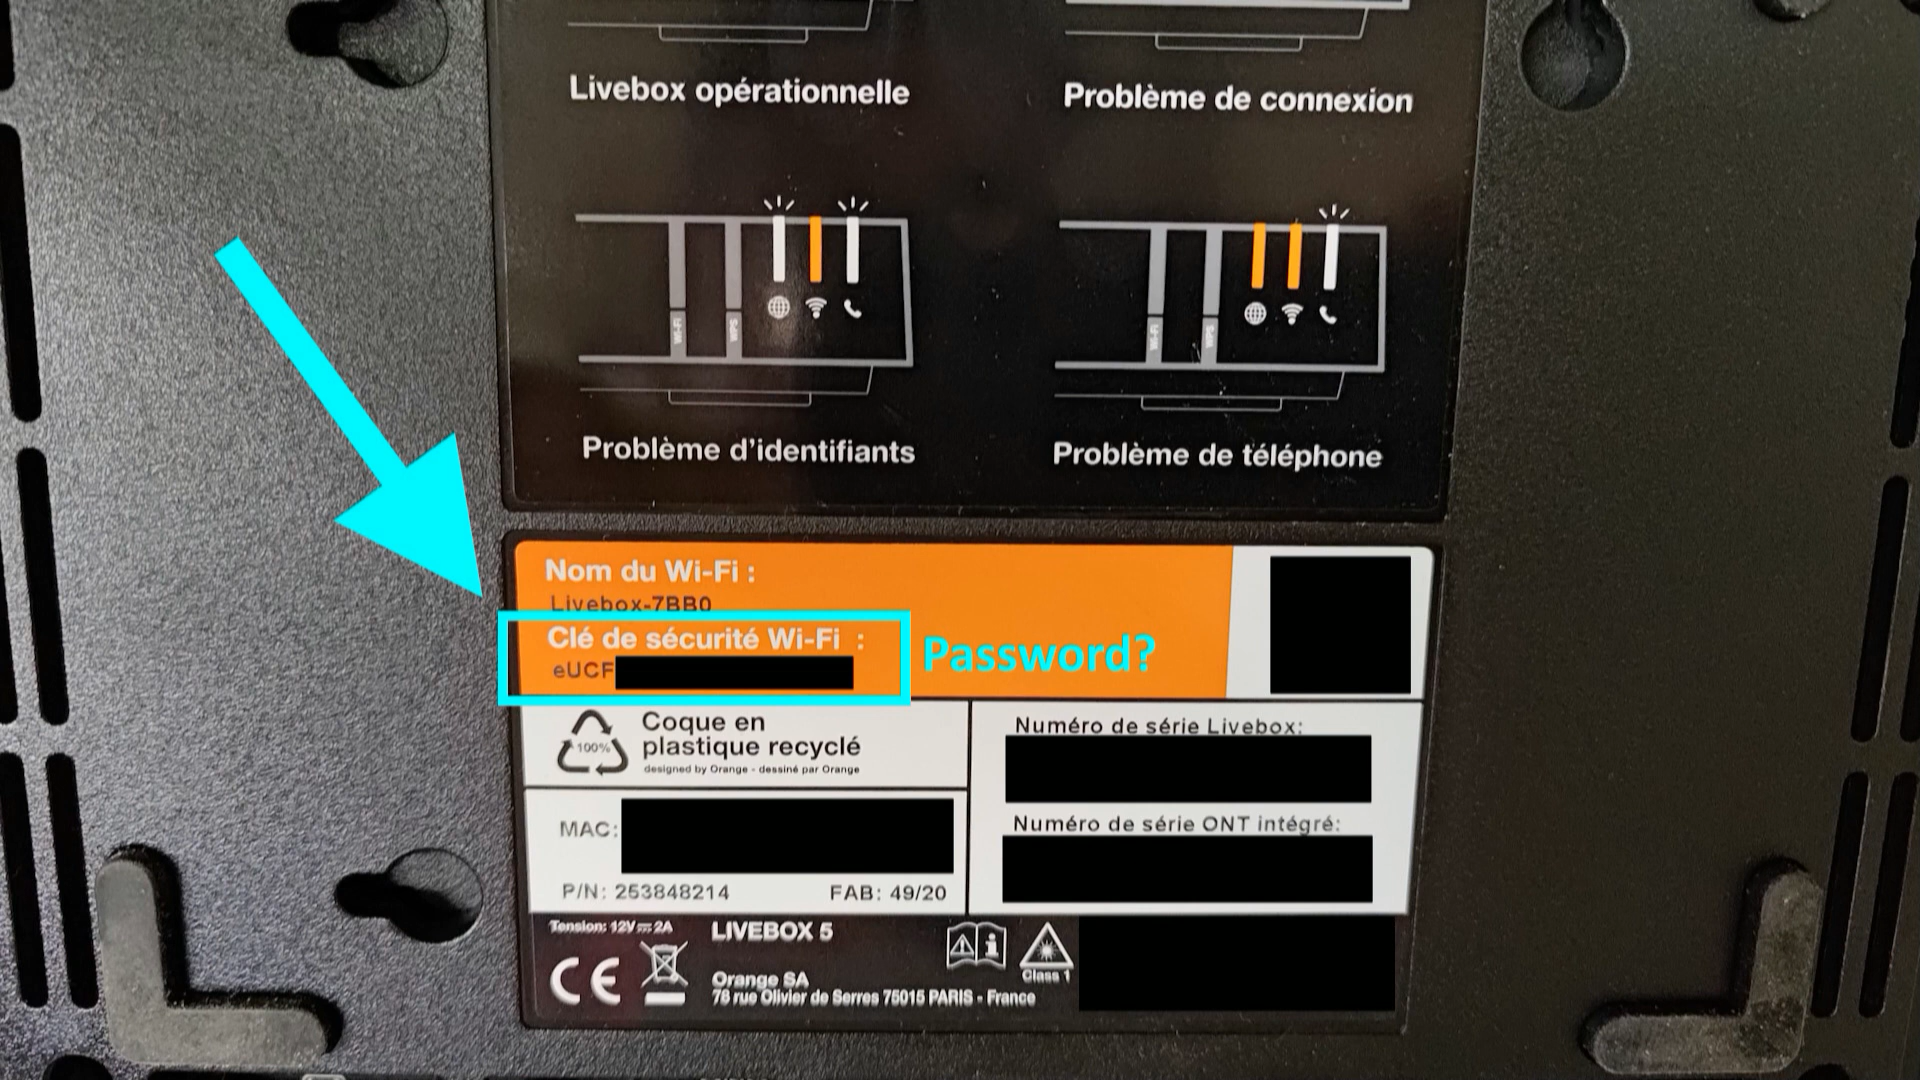 Livebox opérationnelle
Problème de connexion
Wi-Fi
WPS
Wi-Fi
WPS
Problème d'identifiants
Problème de téléphone
Nom du Wi-Fi :
Livebox-7BB0
Clé de sécurité Wi-Fi :
eUCF
Password?
100%
Coque en
plastique recyclé
designed by Orange - dessiné par Orange
Numéro de série Livebox:
MAC:
Numéro de série ONT intégré:
P/N: 253848214
FAB: 49/20
Tension: 12V⎓2A
LIVEBOX 5
CE
Class 1
Orange SA
78 rue Olivier de Serres 75015 PARIS - France